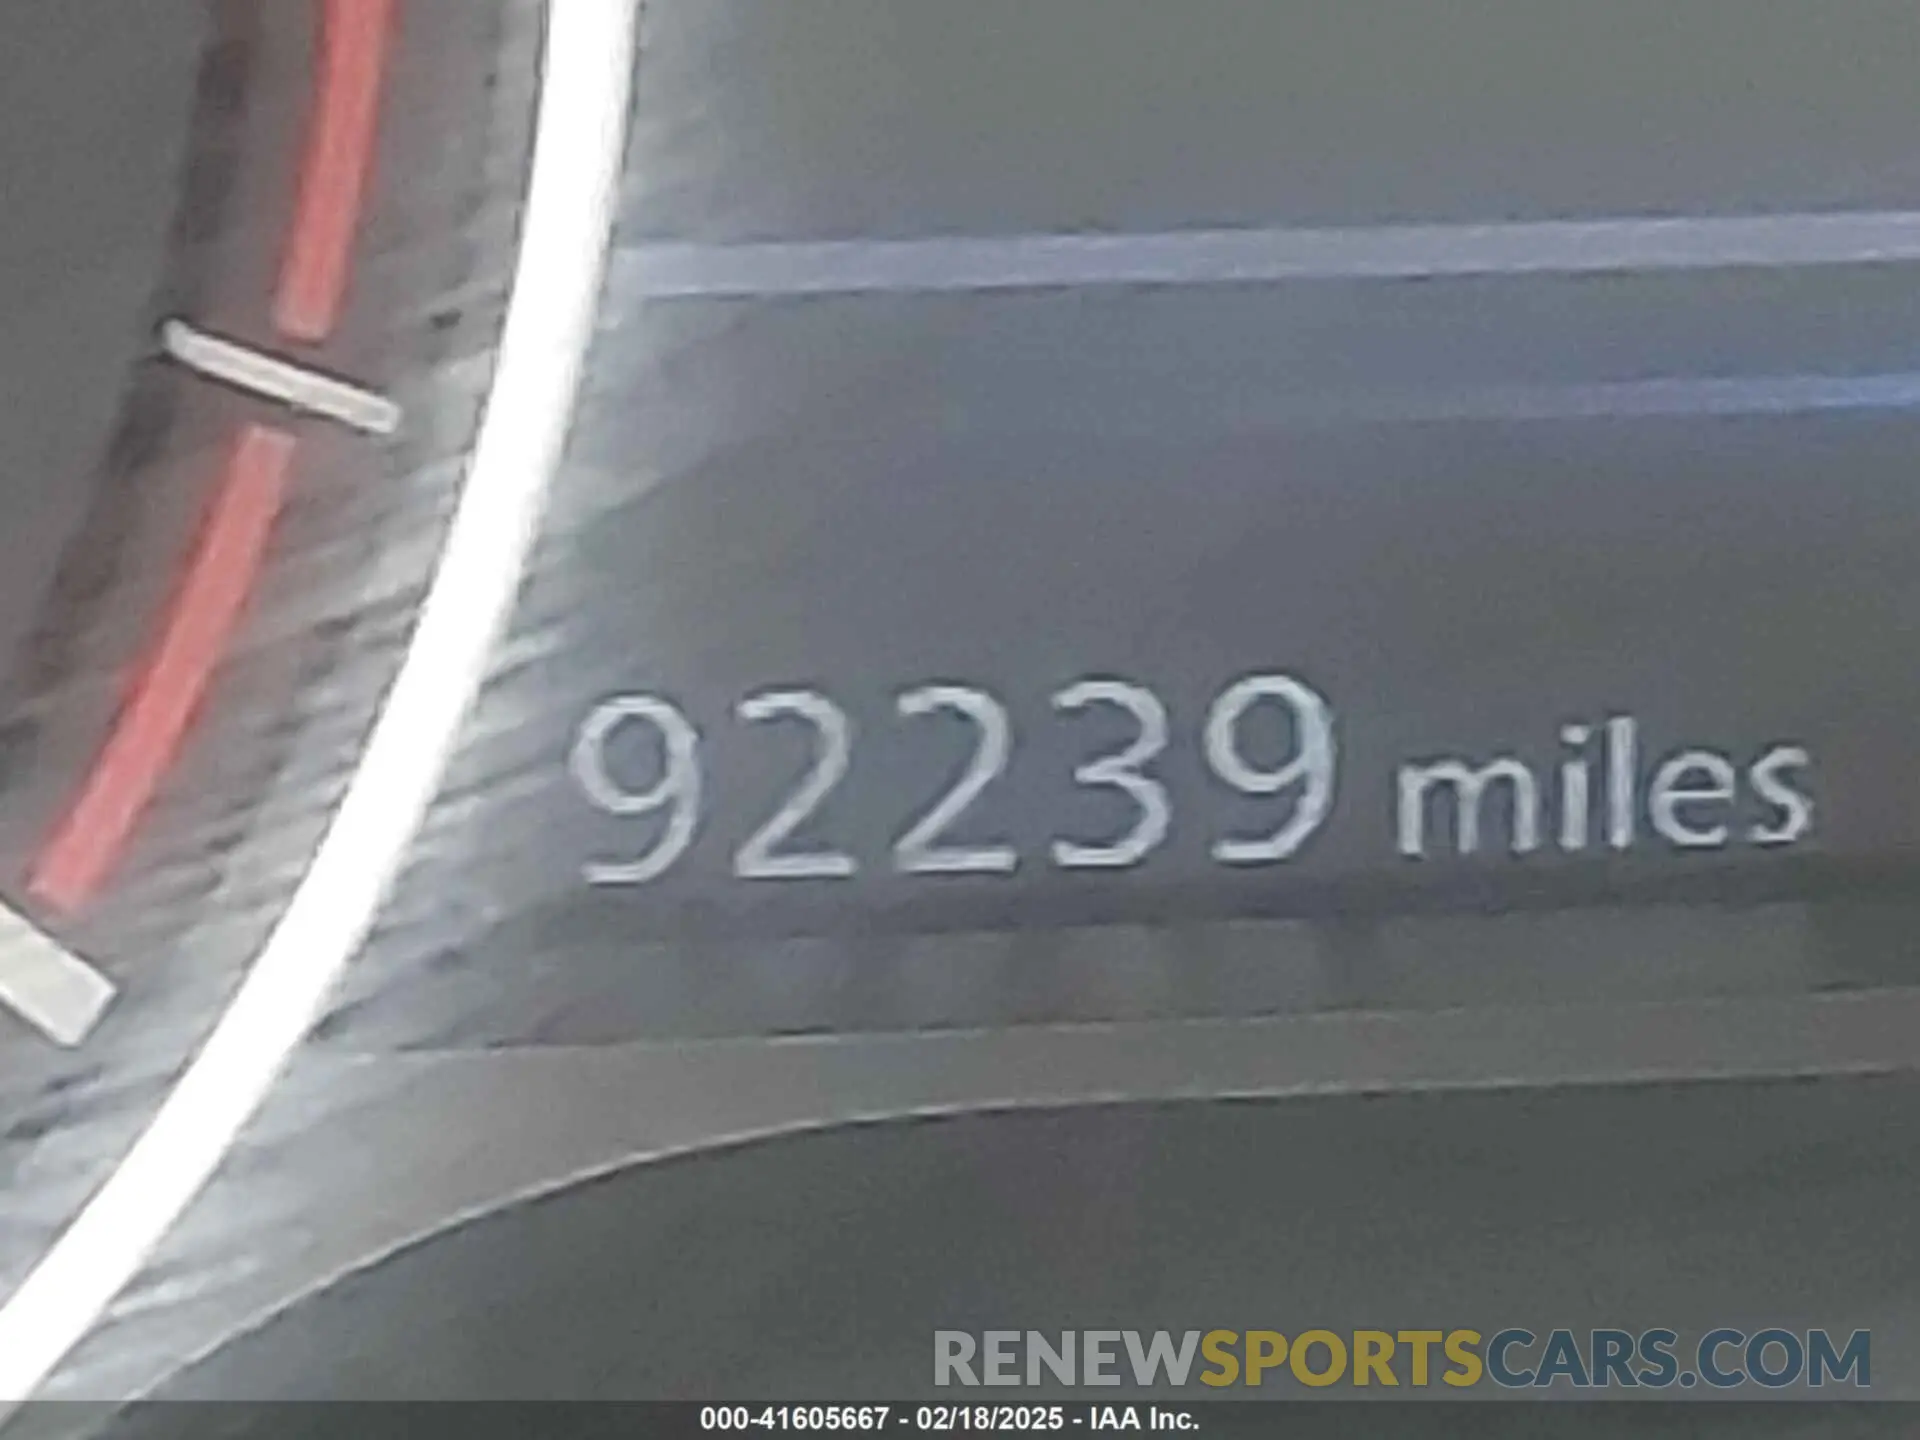 92239 miles
RENEWSPORTSCARS.COM
000-41605667 - 02/18/2025 - IAA Inc.